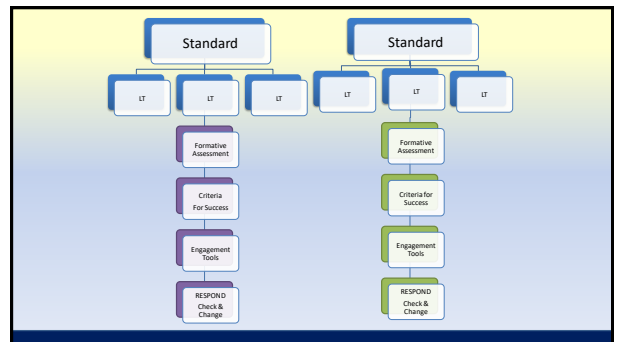 Standard
LT
LT
LT
Formative
Assessment
Criteria
For Success
Engagement
Tools
RESPOND
Check &
Change
Standard
LT
LT
LT
Formative
Assessment
Criteria for
Success
Engagement
Tools
RESPOND
Check &
Change